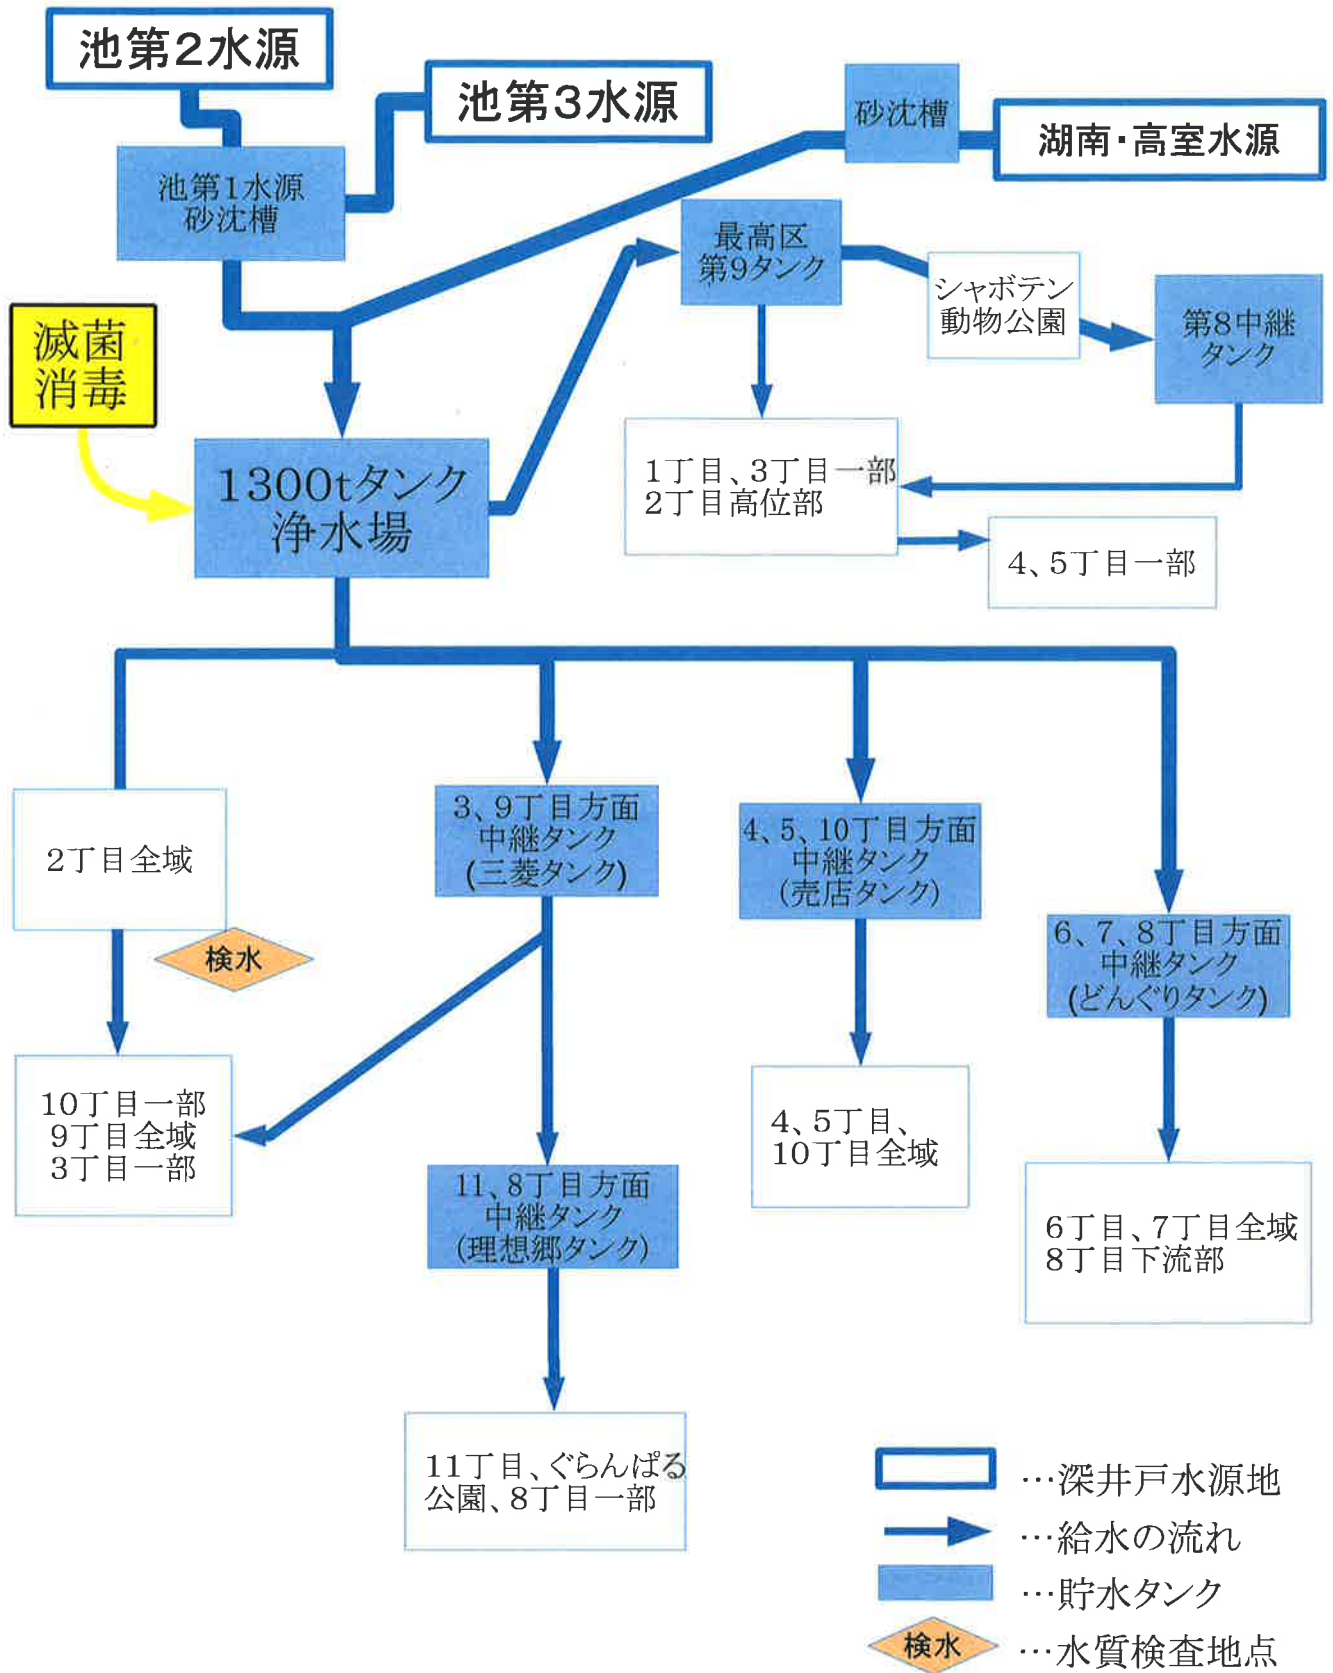 池第2水源
池第3水源
砂沈槽
湖南・高室水源
池第1水源
砂沈槽
最高区
第9タンク
シャボテン
動物公園
第8中継
タンク
滅菌
消毒
1300tタンク
浄水場
1丁目、3丁目一部
2丁目高位部
4、5丁目一部
2丁目全域
検水
3、9丁目方面
中継タンク
(三菱タンク)
4、5、10丁目方面
中継タンク
(売店タンク)
6、7、8丁目方面
中継タンク
(どんぐりタンク)
10丁目一部
9丁目全域
3丁目一部
11、8丁目方面
中継タンク
(理想郷タンク)
4、5丁目、
10丁目全域
6丁目、7丁目全域
8丁目下流部
11丁目、ぐらんぱる
公園、8丁目一部
…深井戸水源地
…給水の流れ
…貯水タンク
検水 …水質検査地点